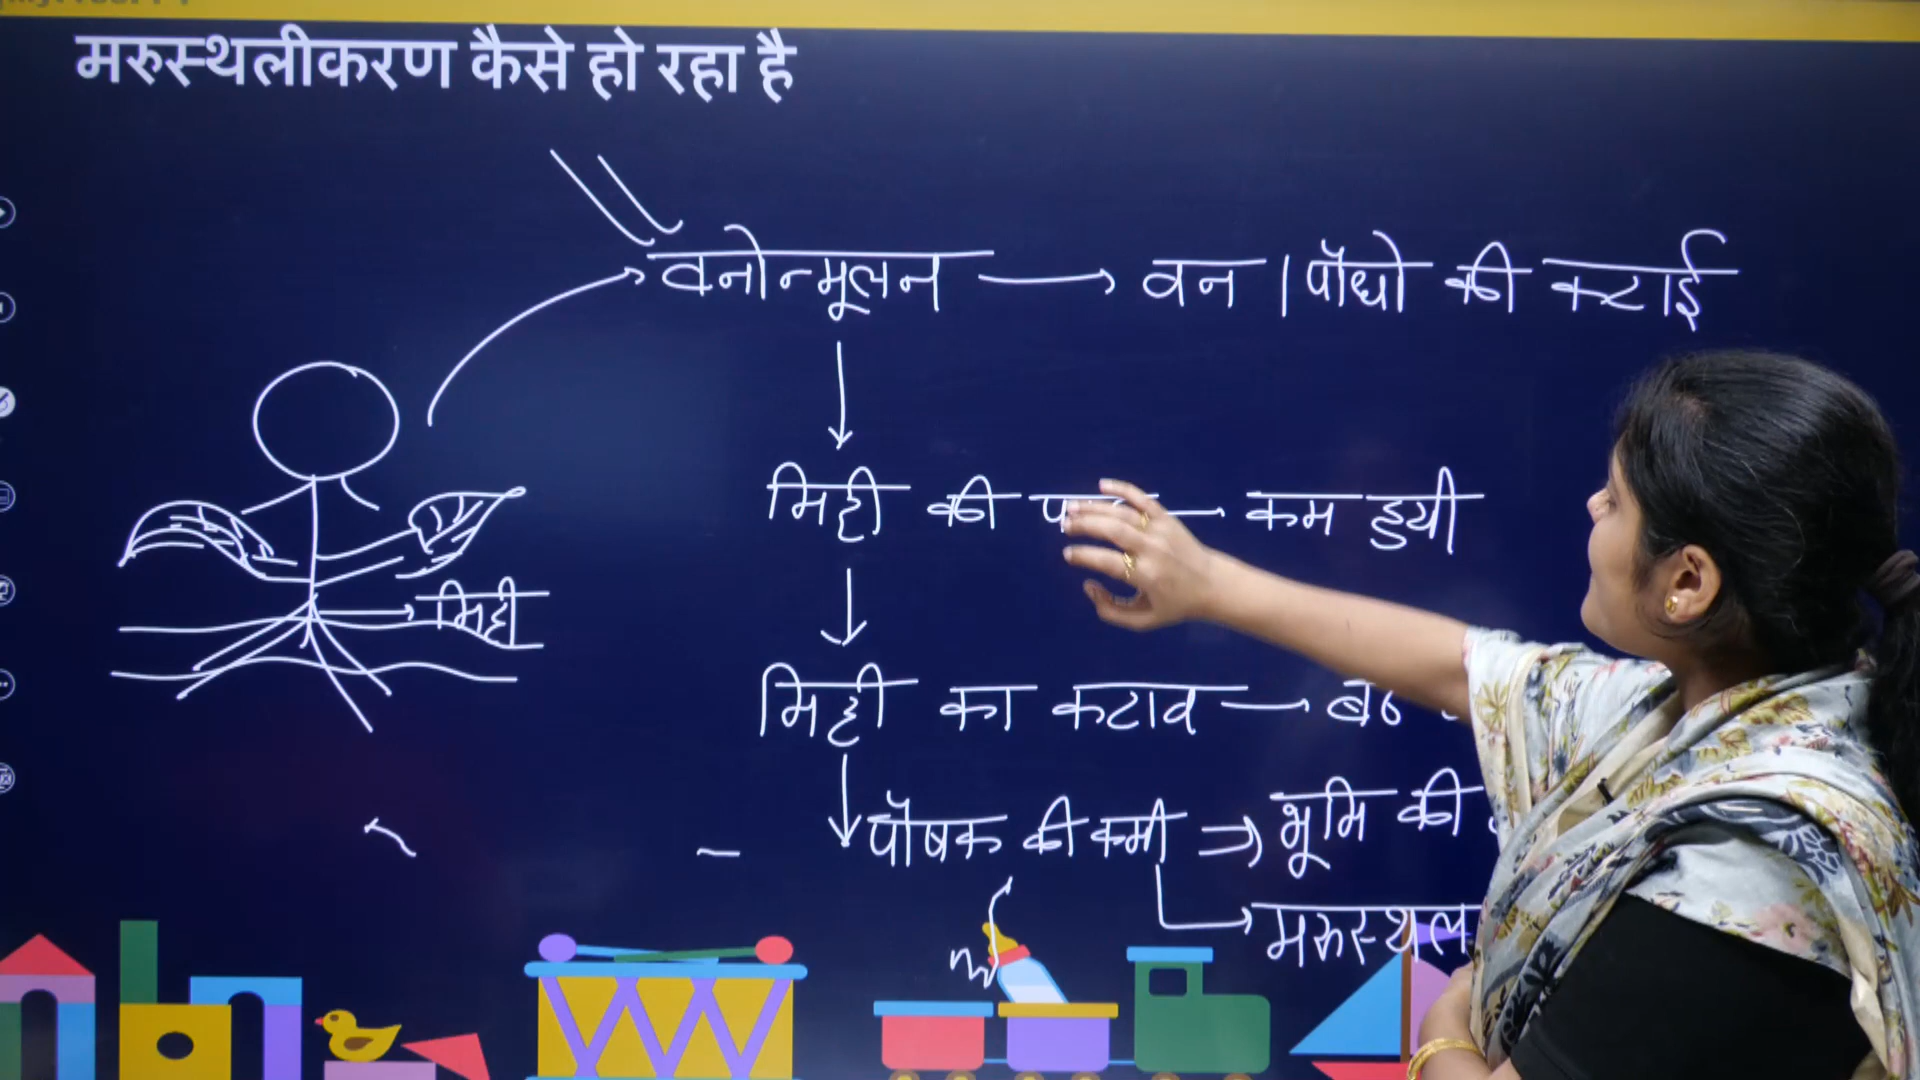 मरुस्थलीकरण कैसे हो रहा है
वनोन्मूलन → वन । पौधो की कटाई
मिट्टी की कम हुयी
मिट्टी
मिट्टी का कटाव →
पोषक की कमी ⇒ भूमि की
मरुस्थल